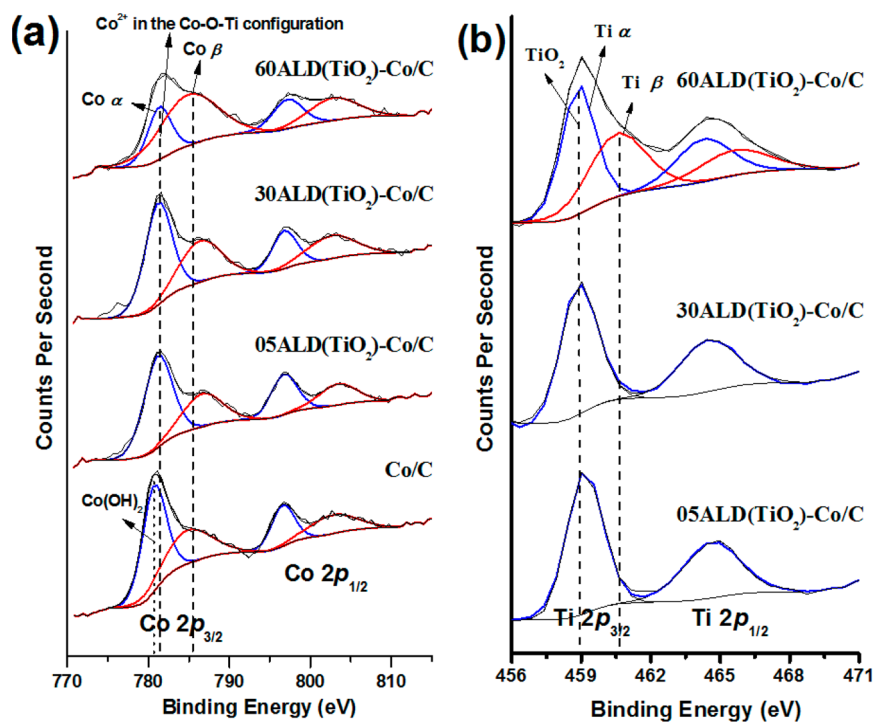 (a)
Co²⁺ in the Co-O-Ti configuration
Co β
60ALD(TiO₂)-Co/C
Co α
30ALD(TiO₂)-Co/C
05ALD(TiO₂)-Co/C
Co/C
Co(OH)₂
Co 2p₁/₂
Co 2p₃/₂
Counts Per Second
770 780 790 800 810
Binding Energy (eV)
(b)
TiO₂
Ti α
60ALD(TiO₂)-Co/C
Ti β
30ALD(TiO₂)-Co/C
05ALD(TiO₂)-Co/C
Ti 2p₃/₂ Ti 2p₁/₂
Counts Per Second
456 459 462 465 468 471
Binding Energy (eV)